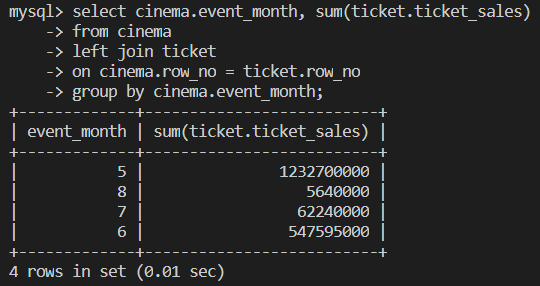 mysql> select cinema.event_month, sum(ticket.ticket_sales)
    -> from cinema
    -> left join ticket
    -> on cinema.row_no = ticket.row_no
    -> group by cinema.event_month;
+-------------+--------------------------+
| event_month | sum(ticket.ticket_sales) |
+-------------+--------------------------+
|           5 |               1232700000 |
|           8 |                  5640000 |
|           7 |                 62240000 |
|           6 |                547595000 |
+-------------+--------------------------+
4 rows in set (0.01 sec)